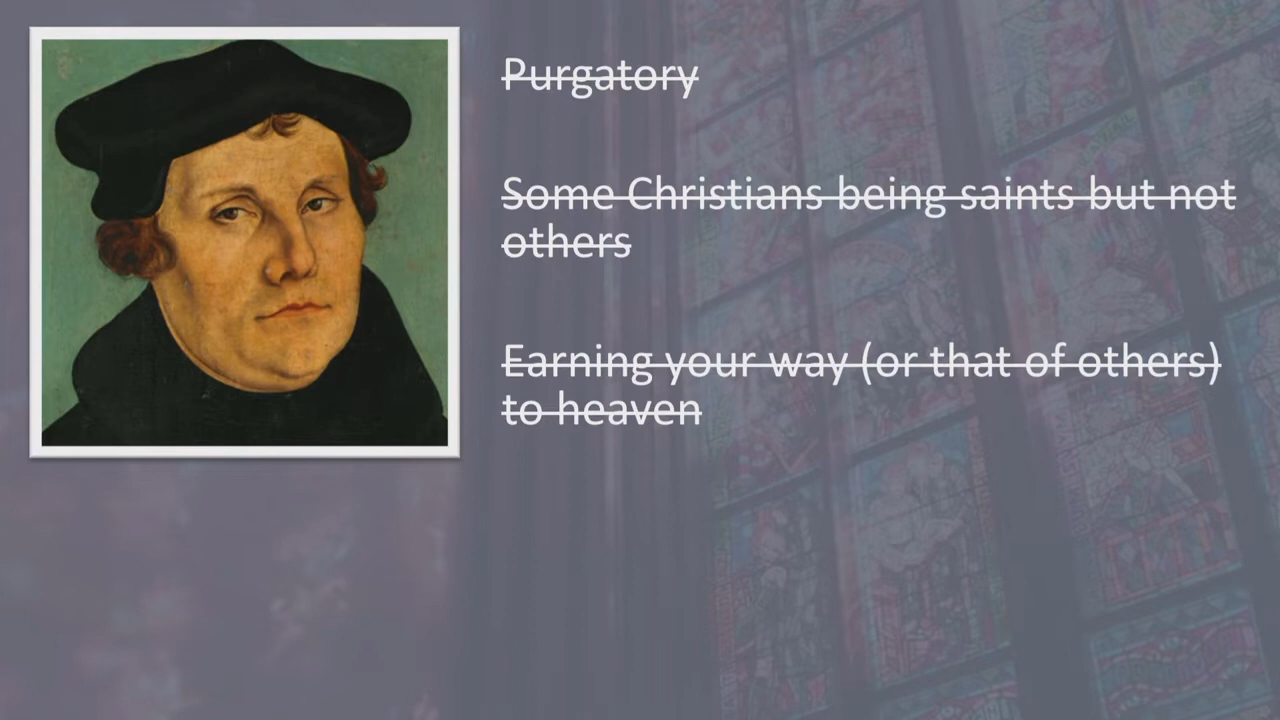 Purgatory
Some Christians being saints but not
others
Earning your way (or that of others)
to heaven